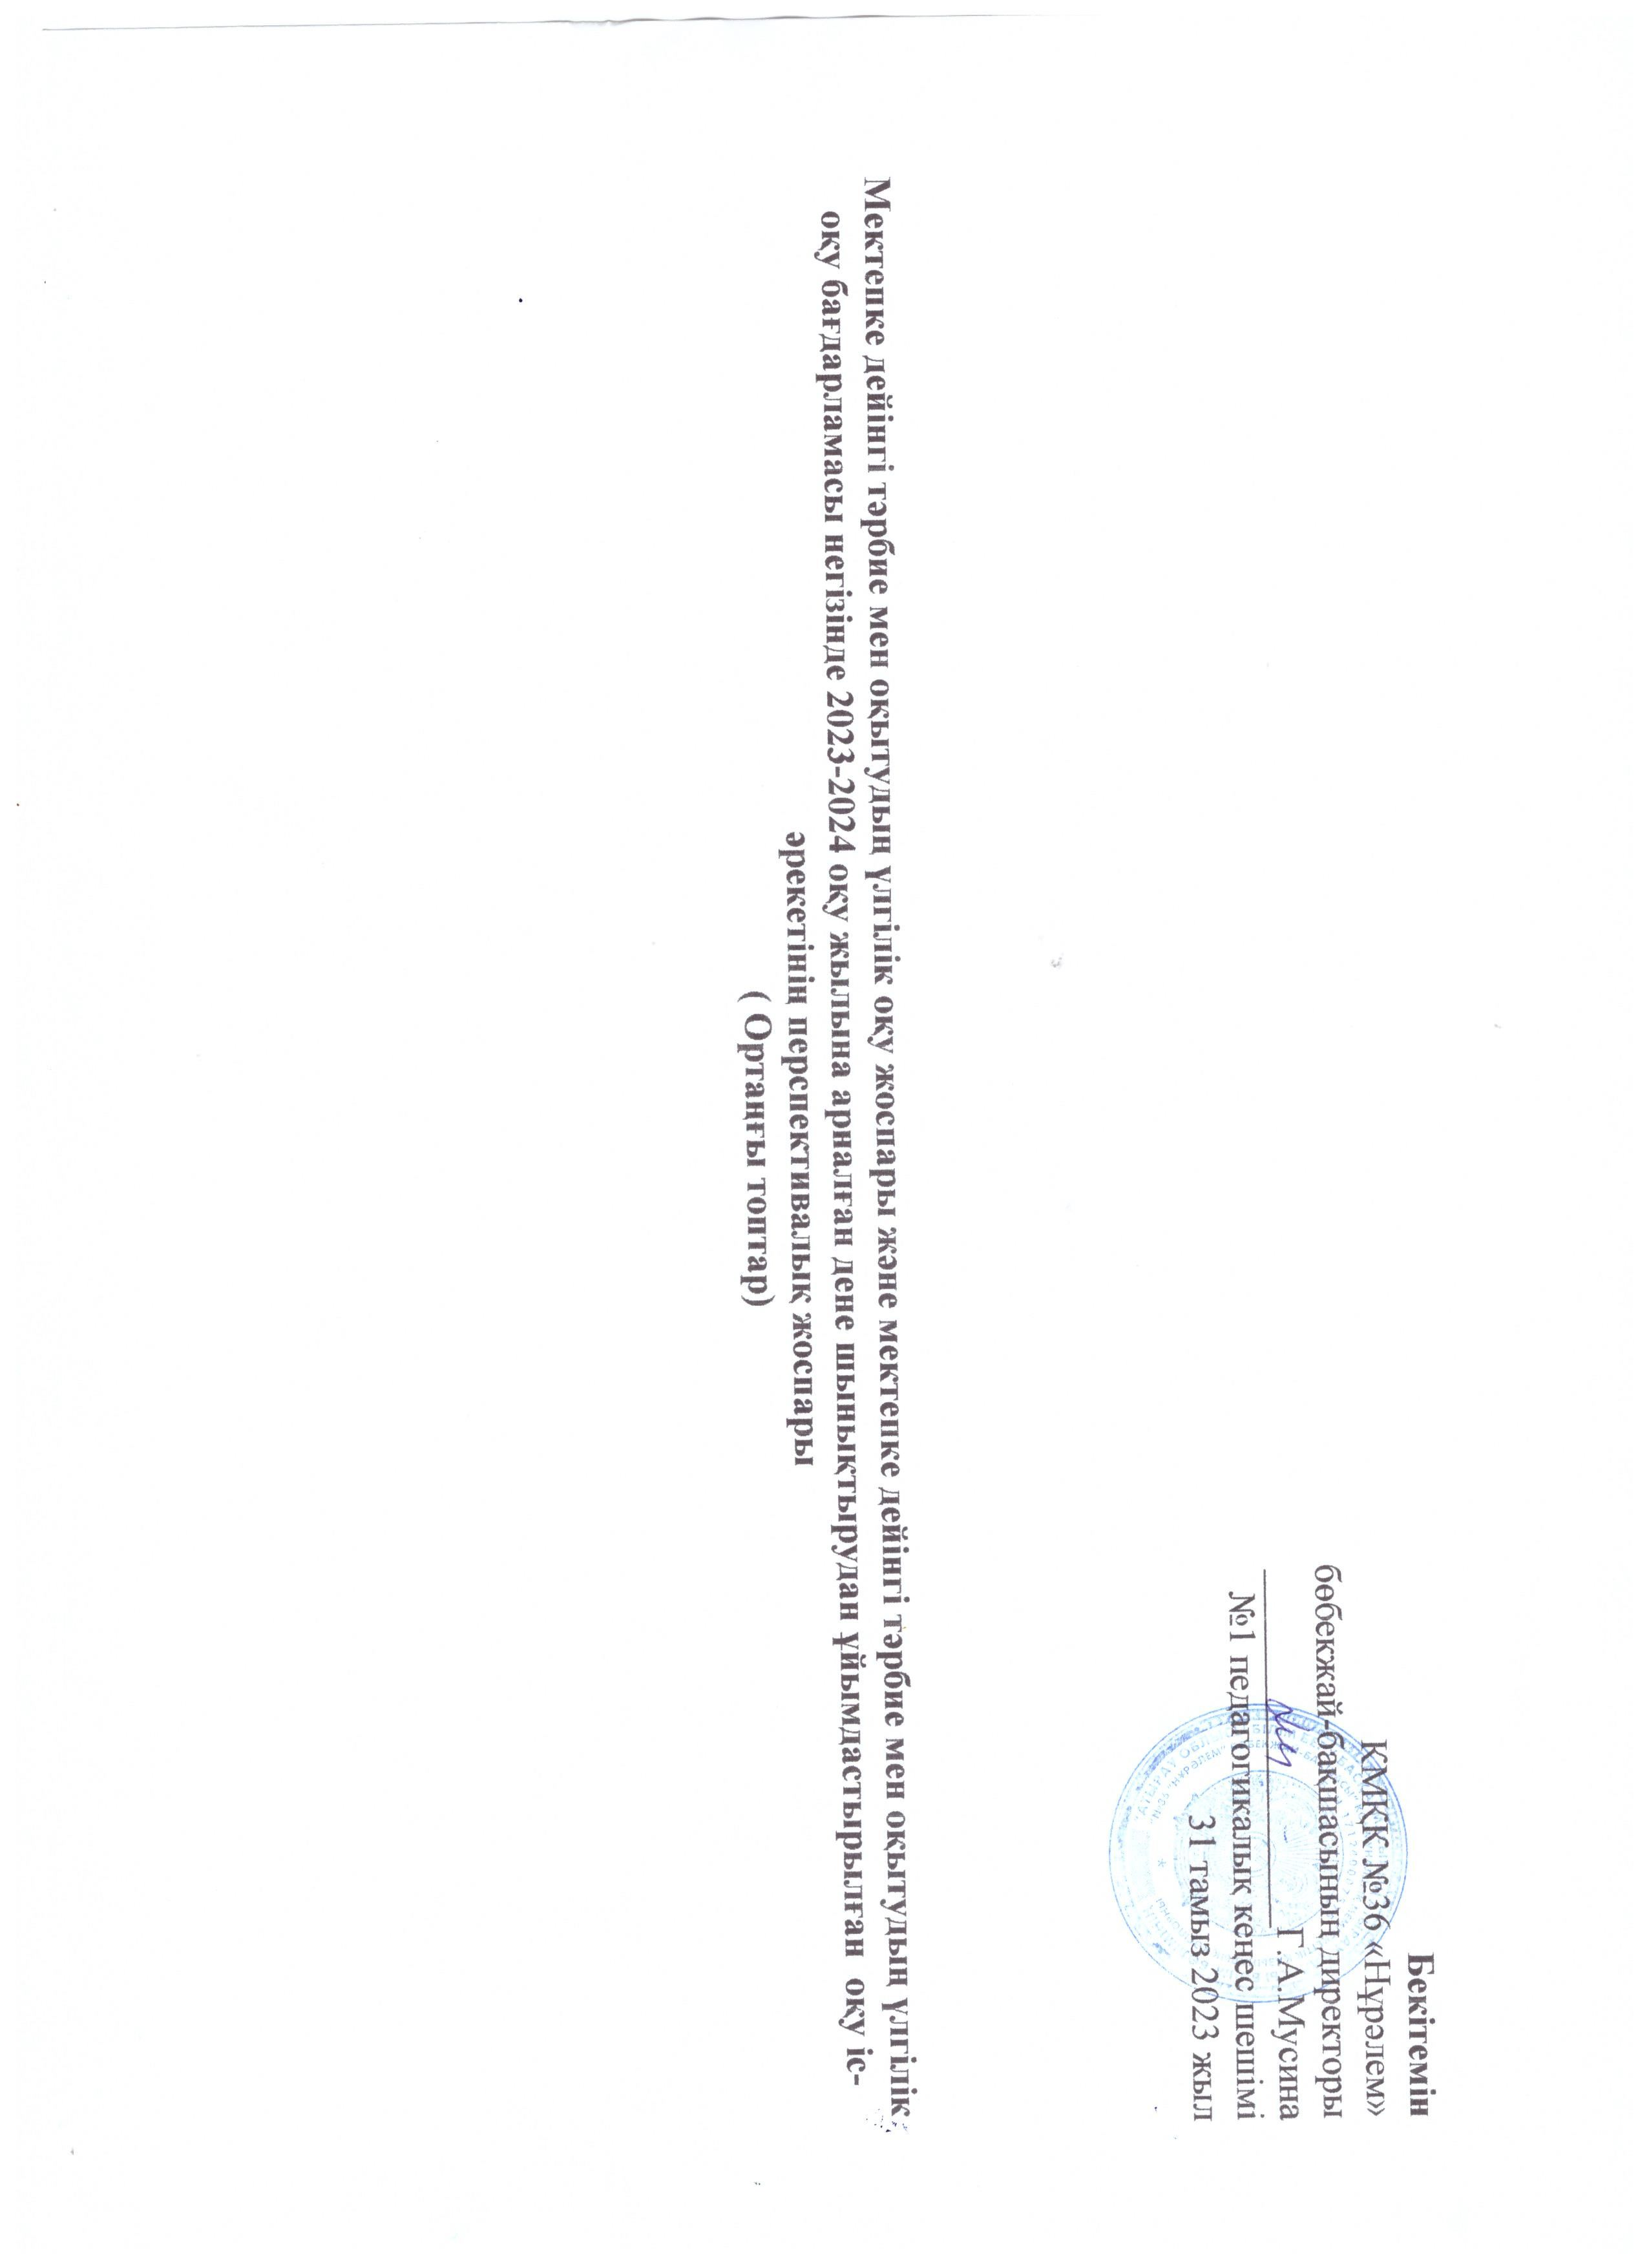 Бекітемін
КМҚК №36 «Нұрәлем»
бөбекжай-бақшасының директоры
Г.А.Мусина
№1 педагогикалық кеңес шешімі
31 тамыз 2023 жыл
Мектепке дейінгі тәрбие мен оқытудың үлгілік оқу жоспары және мектепке дейінгі тәрбие мен оқытудың үлгілік
оқу бағдарламасы негізінде 2023-2024 оқу жылына арналған дене шынықтырудан ұйымдастырылған оқу іс-
әрекетінің перспективалық жоспары
( Ортаңғы топтар)